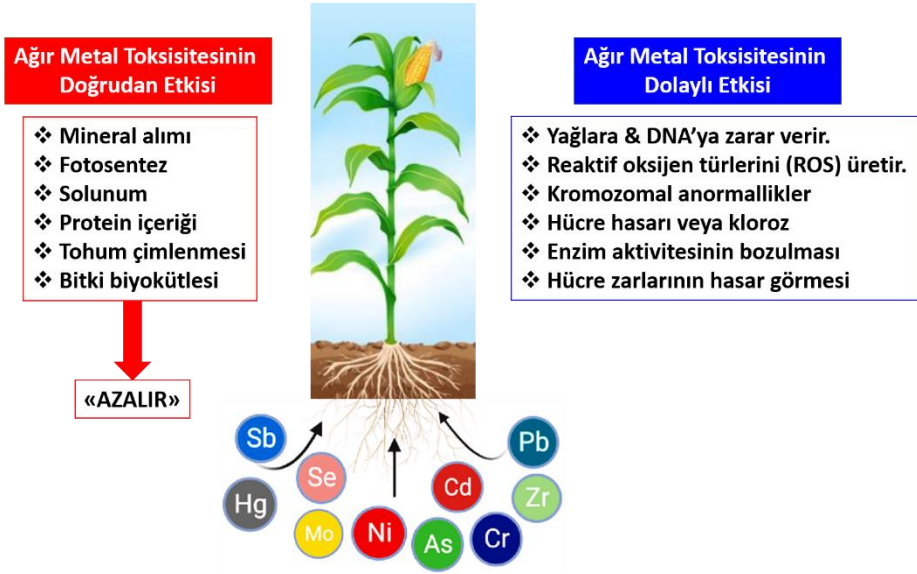 Ağır Metal Toksisitesinin
Doğrudan Etkisi
❖ Mineral alımı
❖ Fotosentez
❖ Solunum
❖ Protein içeriği
❖ Tohum çimlenmesi
❖ Bitki biyokütlesi
«AZALIR»
Ağır Metal Toksisitesinin
Dolaylı Etkisi
❖ Yağlara & DNA’ya zarar verir.
❖ Reaktif oksijen türlerini (ROS) üretir.
❖ Kromozomal anormallikler
❖ Hücre hasarı veya kloroz
❖ Enzim aktivitesinin bozulması
❖ Hücre zarlarının hasar görmesi
Sb
Hg
Se
Mo
Ni
As
Cd
Cr
Pb
Zr